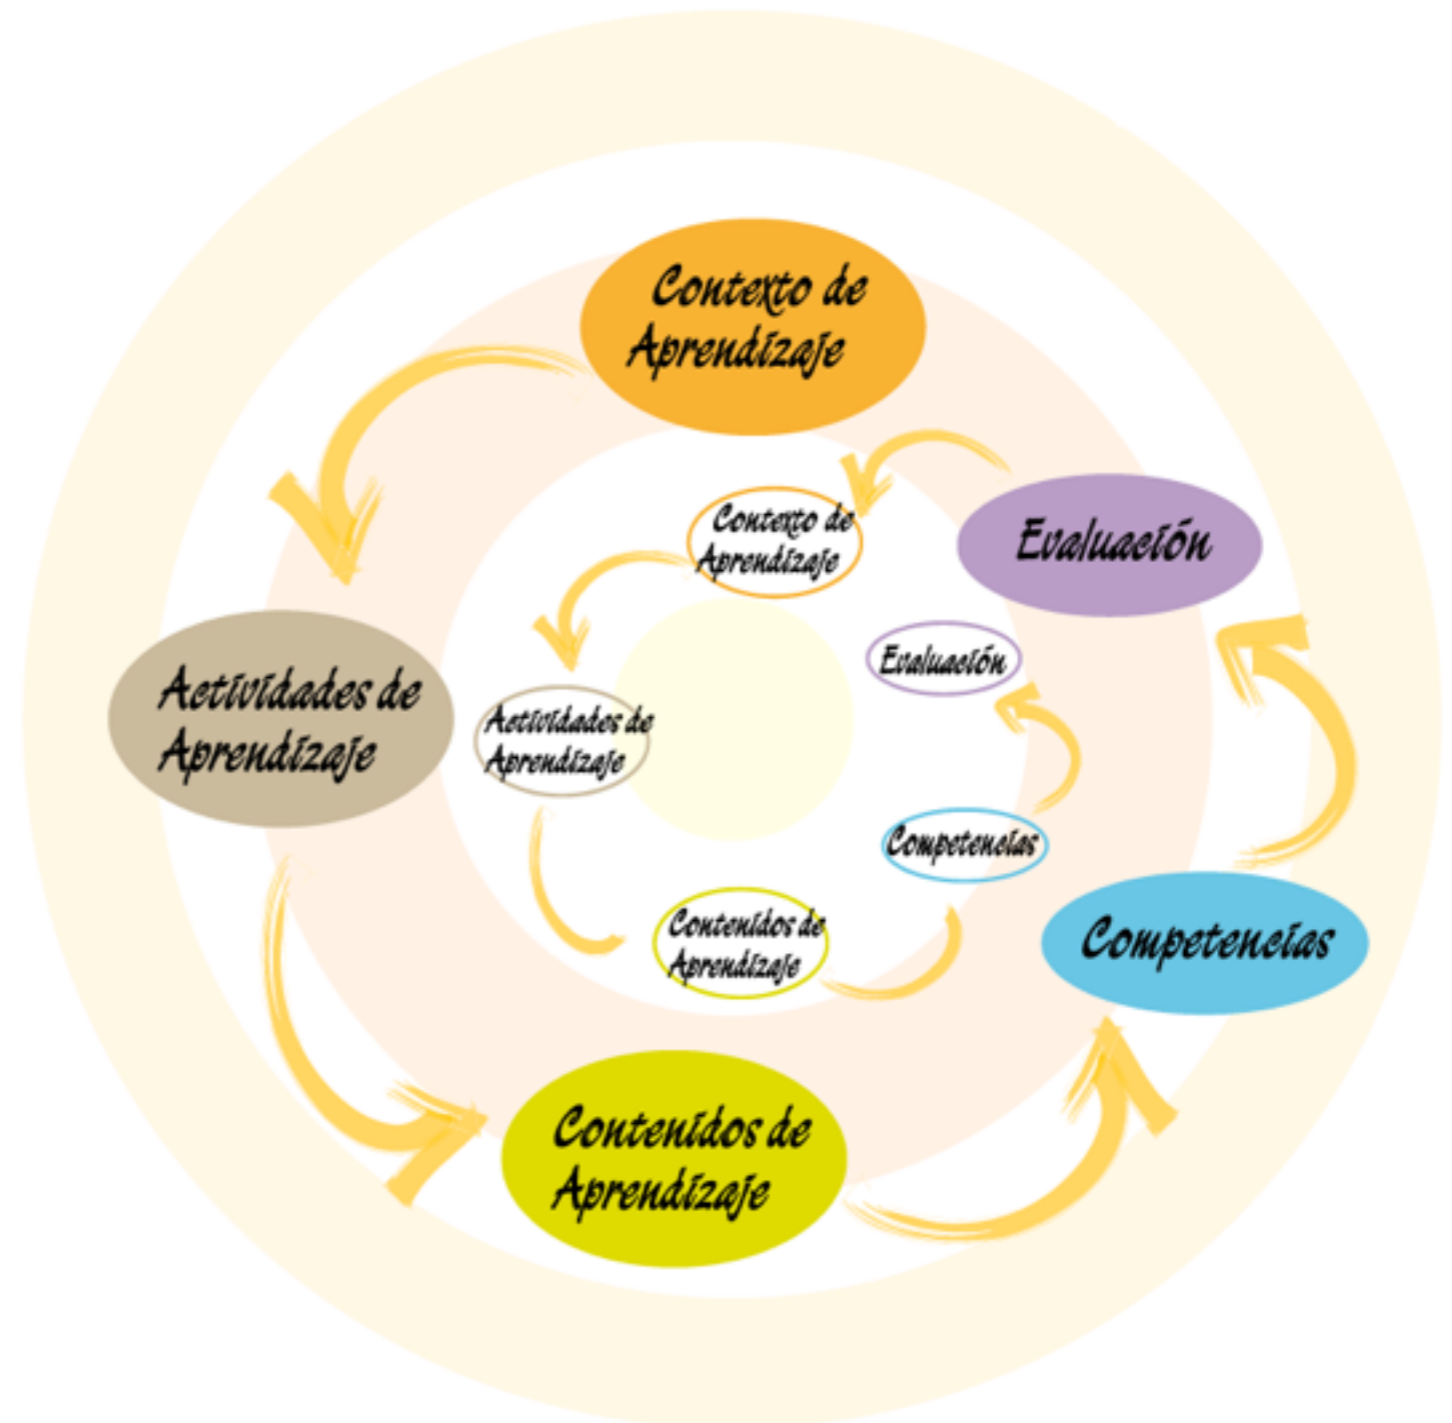 Contexto de
Aprendizaje
Evaluación
Contexto de
Aprendizaje
Evaluación
Actividades de
Aprendizaje
Actividades de
Aprendizaje
Competencias
Contenidos de
Aprendizaje
Competencias
Contenidos de
Aprendizaje